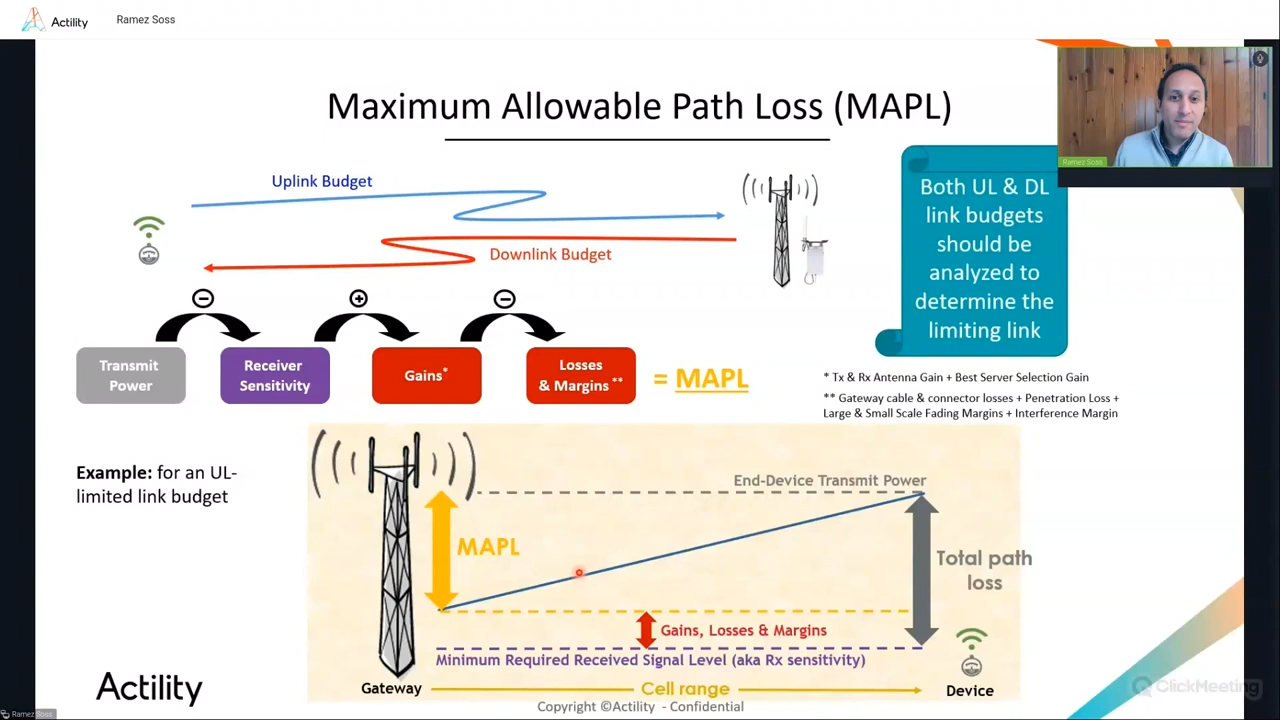 Actility
Ramez Soss
Maximum Allowable Path Loss (MAPL)
Ramez Soss
Uplink Budget
Downlink Budget
Both UL & DL
link budgets
should be
analyzed to
determine the
limiting link
Transmit
Power
Receiver
Sensitivity
Gains*
Losses
& Margins **
= MAPL
* Tx & Rx Antenna Gain + Best Server Selection Gain
** Gateway cable & connector losses + Penetration Loss +
Large & Small Scale Fading Margins + Interference Margin
Example: for an UL-
limited link budget
End-Device Transmit Power
MAPL
Total path
loss
Gains, Losses & Margins
Minimum Required Received Signal Level (aka Rx sensitivity)
Gateway
Cell range
Device
Actility
ClickMeeting
Copyright ©Actility - Confidential
Ramez Soss